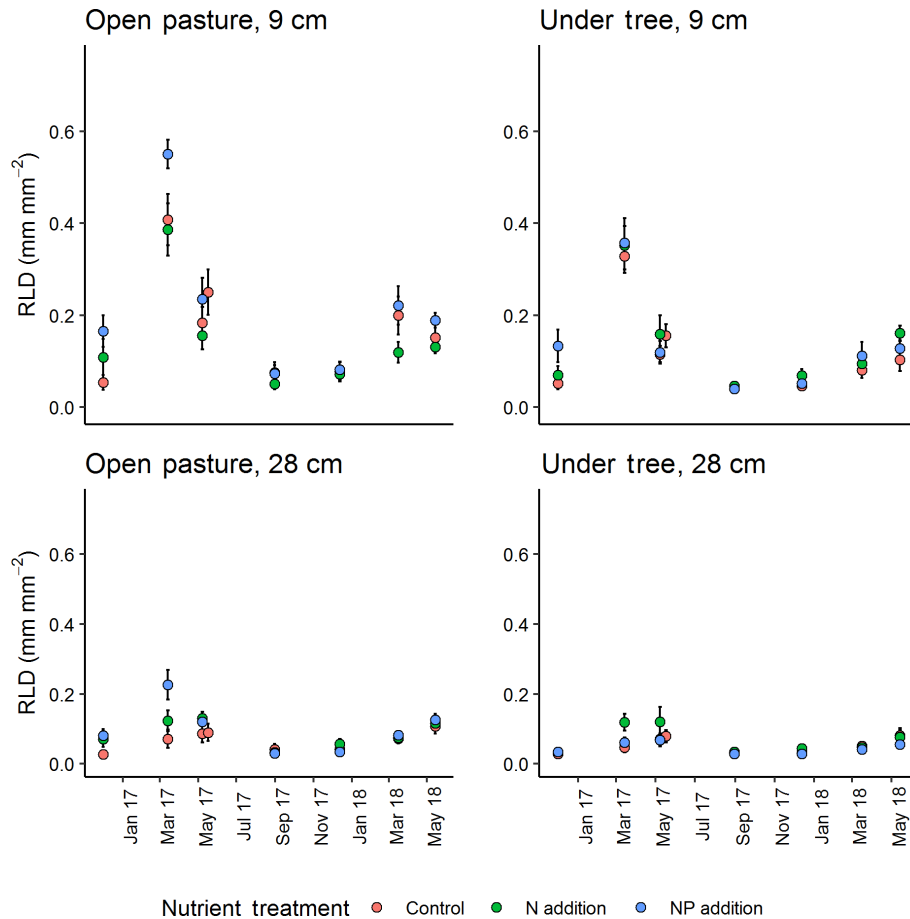 Open pasture, 9 cm
Under tree, 9 cm
RLD (mm mm⁻²)
0.6
0.4
0.2
0.0
0.6
0.4
0.2
0.0
Open pasture, 28 cm
Under tree, 28 cm
RLD (mm mm⁻²)
0.6
0.4
0.2
0.0
0.6
0.4
0.2
0.0
Jan 17
Mar 17
May 17
Jul 17
Sep 17
Nov 17
Jan 18
Mar 18
May 18
Jan 17
Mar 17
May 17
Jul 17
Sep 17
Nov 17
Jan 18
Mar 18
May 18
Nutrient treatment Control N addition NP addition